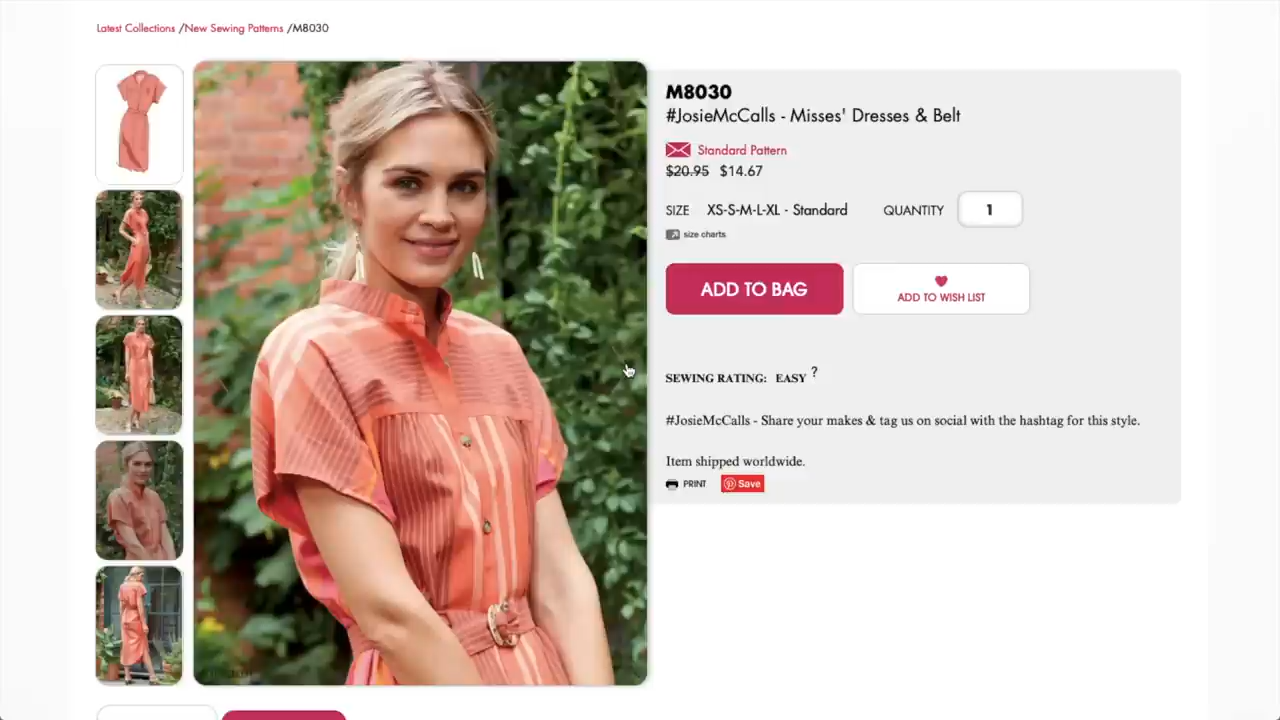 Latest Collections /New Sewing Patterns /M8030
M8030
#JosieMcCalls - Misses' Dresses & Belt
Standard Pattern
$20.95 $14.67
SIZE XS-S-M-L-XL - Standard QUANTITY 1
size charts
ADD TO BAG
ADD TO WISH LIST
SEWING RATING: EASY ?
#JosieMcCalls - Share your makes & tag us on social with the hashtag for this style.
Item shipped worldwide.
PRINT Save